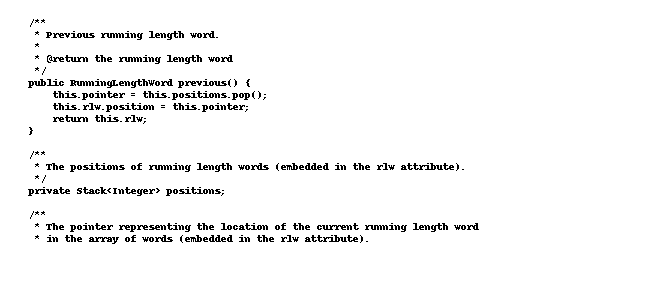 /**
 * Previous running length word.
 *
 * @return the running length word
 */
public RunningLengthWord previous() {
    this.pointer = this.positions.pop();
    this.rlw.position = this.pointer;
    return this.rlw;
}

/**
 * The positions of running length words (embedded in the rlw attribute).
 */
private Stack<Integer> positions;

/**
 * The pointer representing the location of the current running length word
 * in the array of words (embedded in the rlw attribute).